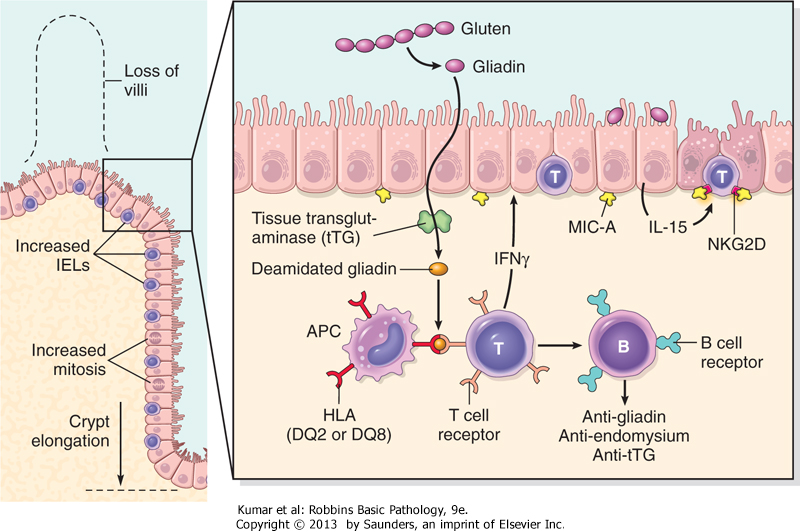 Loss of
villi
Increased
IELs
Increased
mitosis
Crypt
elongation
Gluten
Gliadin
T
T
Tissue transglut-
aminase (tTG)
MIC-A
IL-15
NKG2D
Deamidated gliadin
IFNγ
APC
T
B
B cell
receptor
HLA
(DQ2 or DQ8)
T cell
receptor
Anti-gliadin
Anti-endomysium
Anti-tTG
Kumar et al: Robbins Basic Pathology, 9e.
Copyright © 2013 by Saunders, an imprint of Elsevier Inc.